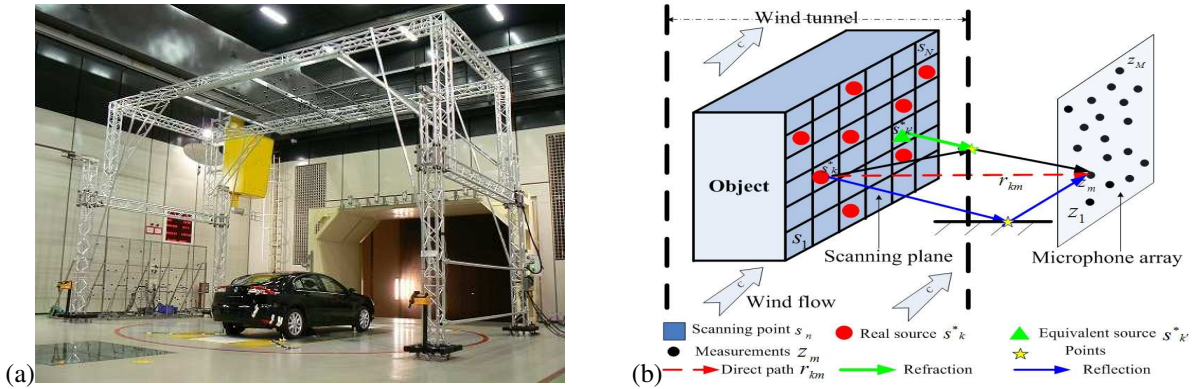 (a)
(b)
Wind tunnel
c
s_N
z_M
s*_k'
s*_k
Object
r_km
z_m
z_1
s_1
Scanning plane
Microphone array
c
c
Wind flow
Scanning point s_n
Real source s*_k
Equivalent source s*_k'
Measurements z_m
Points
Direct path r_km
Refraction
Reflection